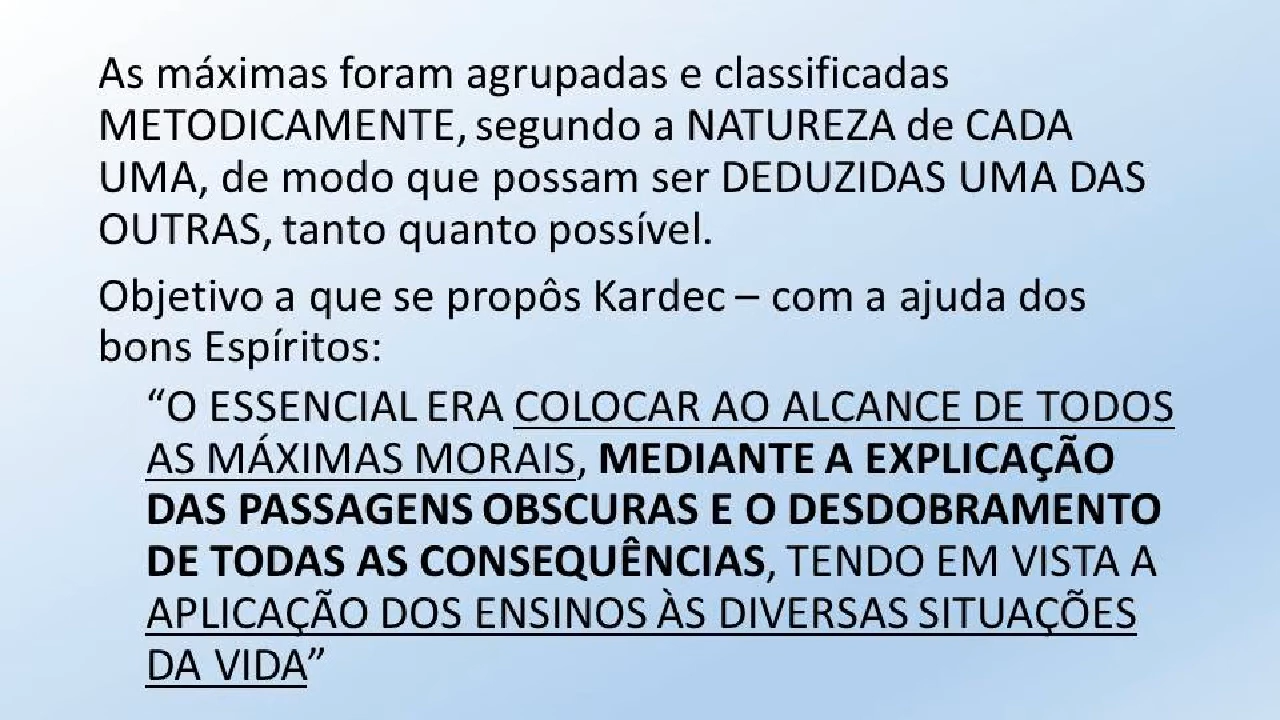 As máximas foram agrupadas e classificadas
METODICAMENTE, segundo a NATUREZA de CADA
UMA, de modo que possam ser DEDUZIDAS UMA DAS
OUTRAS, tanto quanto possível.
Objetivo a que se propôs Kardec – com a ajuda dos
bons Espíritos:
“O ESSENCIAL ERA COLOCAR AO ALCANCE DE TODOS
AS MÁXIMAS MORAIS, MEDIANTE A EXPLICAÇÃO
DAS PASSAGENS OBSCURAS E O DESDOBRAMENTO
DE TODAS AS CONSEQUÊNCIAS, TENDO EM VISTA A
APLICAÇÃO DOS ENSINOS ÀS DIVERSAS SITUAÇÕES
DA VIDA”